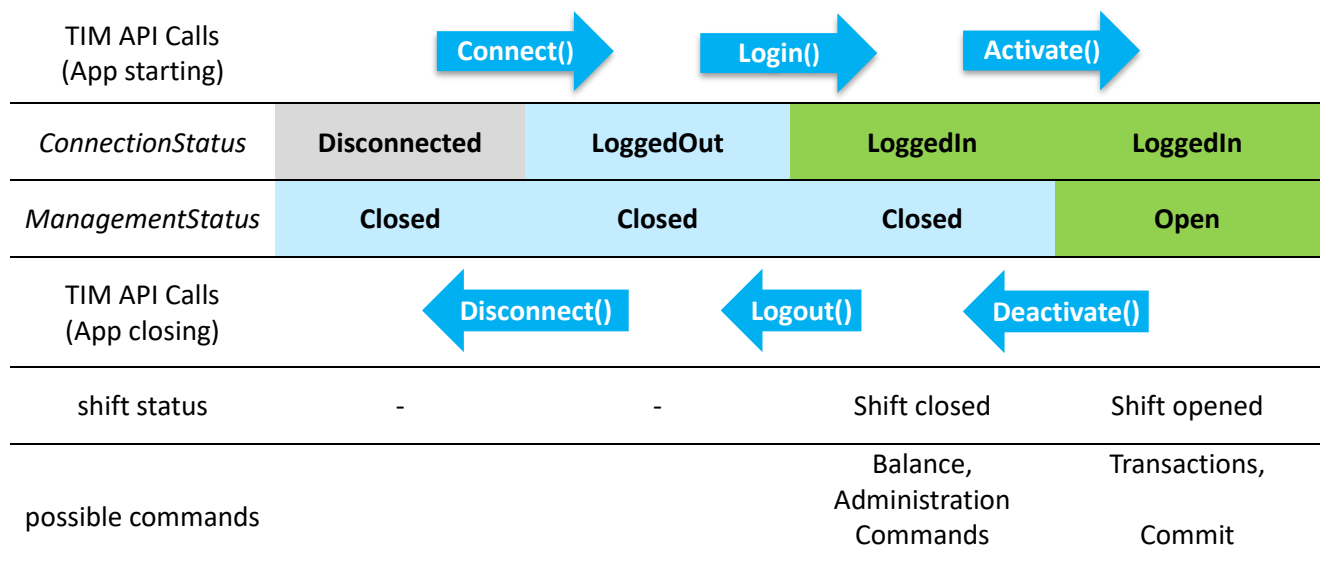 TIM API Calls
(App starting)
Connect()
Login()
Activate()
ConnectionStatus
Disconnected
LoggedOut
LoggedIn
LoggedIn
ManagementStatus
Closed
Closed
Closed
Open
TIM API Calls
(App closing)
Disconnect()
Logout()
Deactivate()
shift status
-
-
Shift closed
Shift opened
possible commands
Balance,
Administration
Commands
Transactions,
Commit